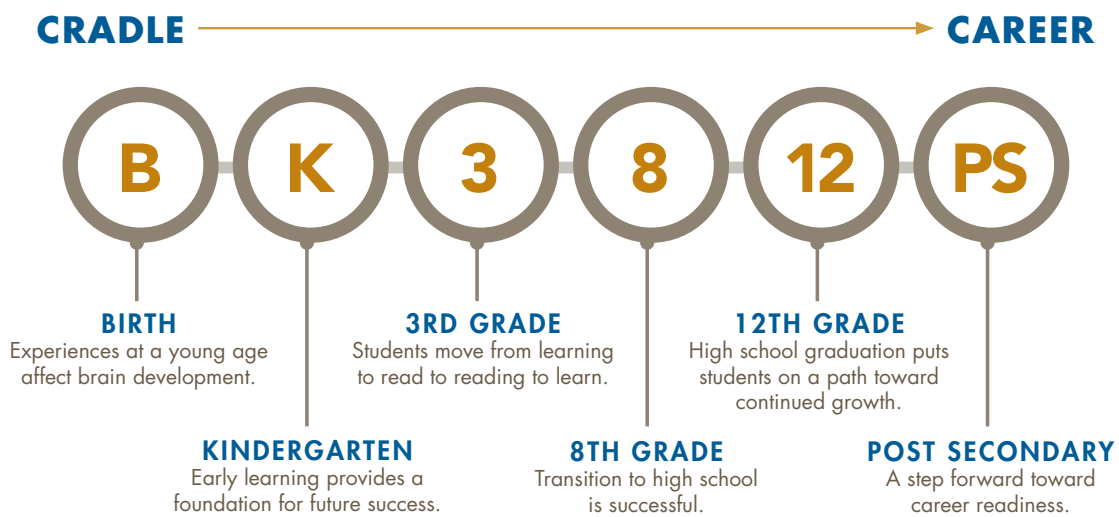 CRADLE
CAREER
B
K
3
8
12
PS
BIRTH
Experiences at a young age
affect brain development.
KINDERGARTEN
Early learning provides a
foundation for future success.
3RD GRADE
Students move from learning
to read to reading to learn.
8TH GRADE
Transition to high school
is successful.
12TH GRADE
High school graduation puts
students on a path toward
continued growth.
POST SECONDARY
A step forward toward
career readiness.